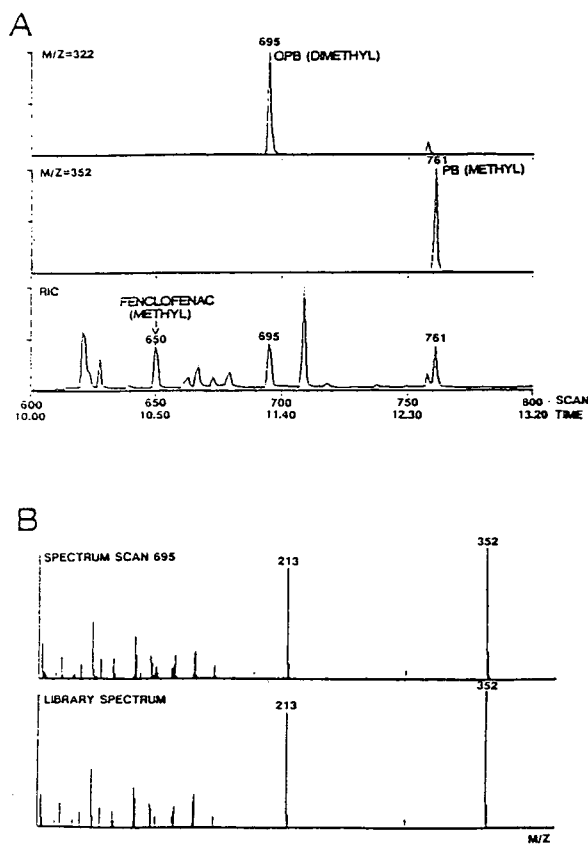 A
695
M/Z=322
OPB (DIMETHYL)
761
M/Z=352
PB (METHYL)
RIC
FENCLOFENAC
(METHYL)
650
695
761
600 650 700 750 800 - SCAN
10.00 10.50 11.40 12.30 13.20 TIME
B
SPECTRUM SCAN 695
213
352
LIBRARY SPECTRUM
213
352
M/Z